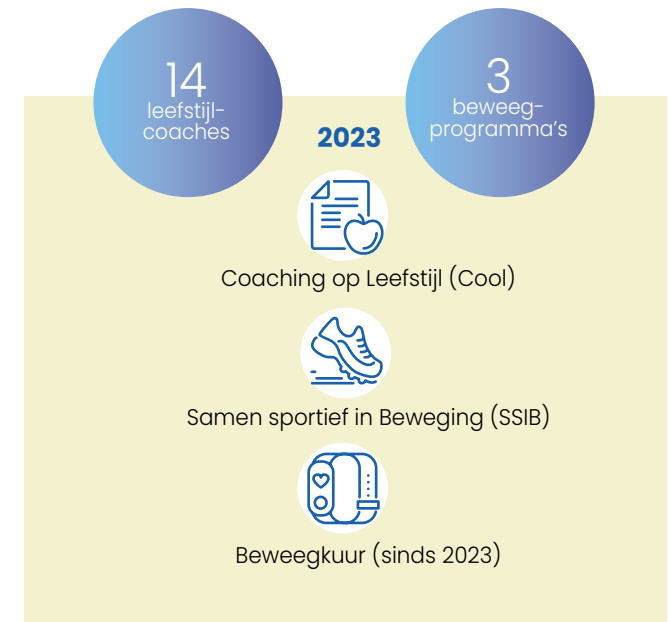 14
leefstijl-
coaches
3
beweeg-
programma's
2023
Coaching op Leefstijl (Cool)
Samen sportief in Beweging (SSIB)
Beweegkuur (sinds 2023)